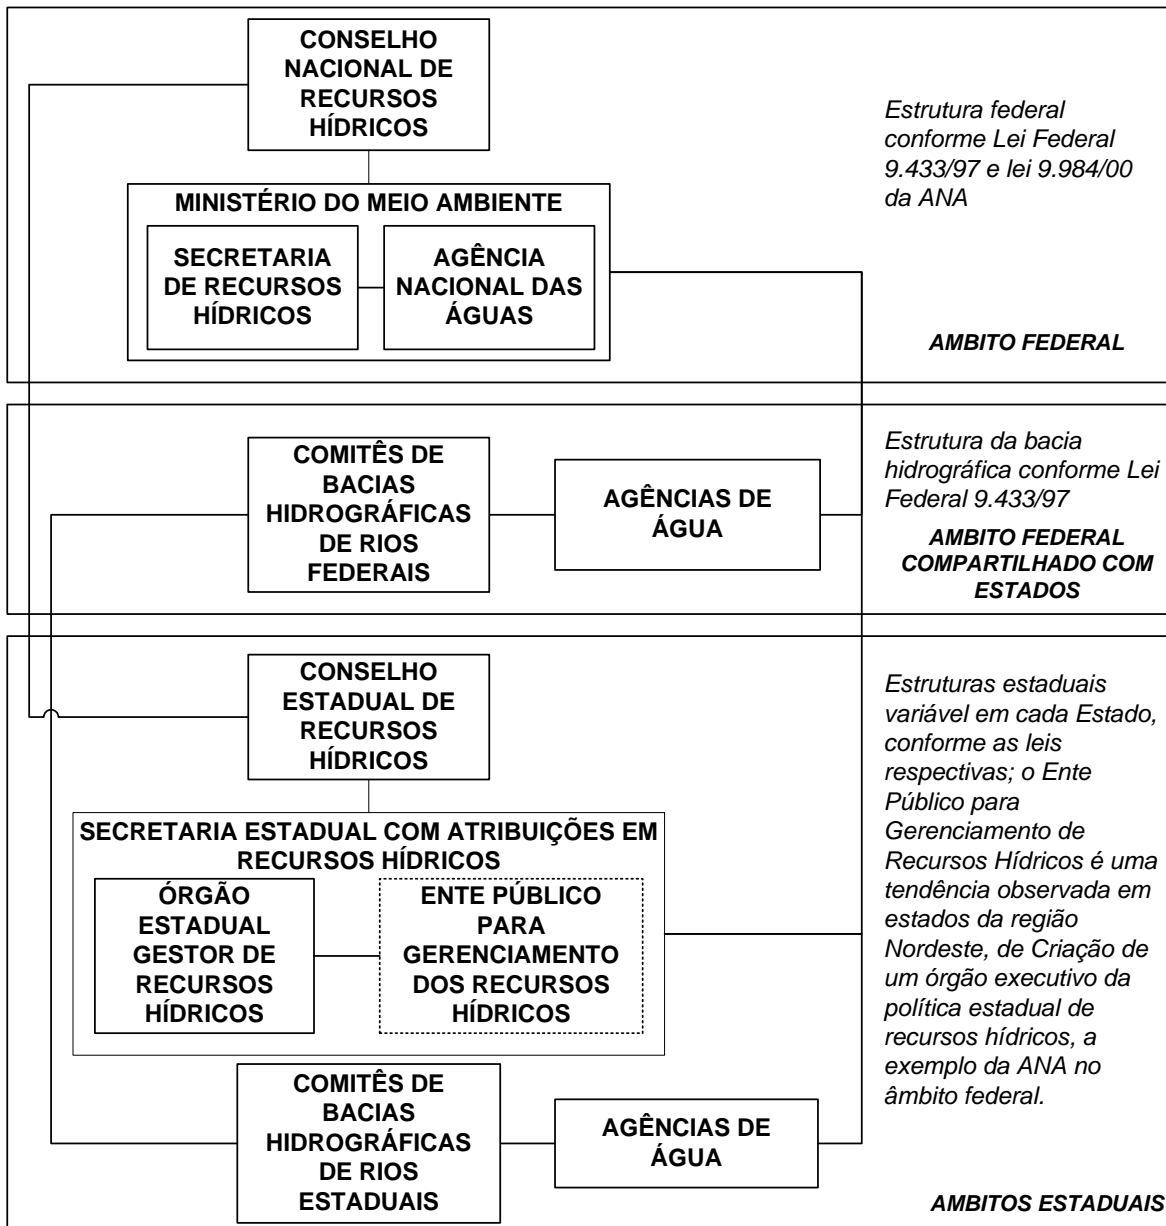 CONSELHO
NACIONAL DE
RECURSOS
HÍDRICOS
Estrutura federal
conforme Lei Federal
9.433/97 e lei 9.984/00
da ANA
MINISTÉRIO DO MEIO AMBIENTE
SECRETARIA
DE RECURSOS
HÍDRICOS
AGÊNCIA
NACIONAL DAS
ÁGUAS
AMBITO FEDERAL
COMITÊS DE
BACIAS
HIDROGRÁFICAS
DE RIOS
FEDERAIS
AGÊNCIAS DE
ÁGUA
Estrutura da bacia
hidrográfica conforme Lei
Federal 9.433/97
AMBITO FEDERAL
COMPARTILHADO COM
ESTADOS
CONSELHO
ESTADUAL DE
RECURSOS
HÍDRICOS
Estruturas estaduais
variável em cada Estado,
conforme as leis
respectivas; o Ente
Público para
Gerenciamento de
Recursos Hídricos é uma
tendência observada em
estados da região
Nordeste, de Criação de
um órgão executivo da
política estadual de
recursos hídricos, a
exemplo da ANA no
âmbito federal.
SECRETARIA ESTADUAL COM ATRIBUIÇÕES EM
RECURSOS HÍDRICOS
ÓRGÃO
ESTADUAL
GESTOR DE
RECURSOS
HÍDRICOS
ENTE PÚBLICO
PARA
GERENCIAMENTO
DOS RECURSOS
HÍDRICOS
COMITÊS DE
BACIAS
HIDROGRÁFICAS
DE RIOS
ESTADUAIS
AGÊNCIAS DE
ÁGUA
AMBITOS ESTADUAIS